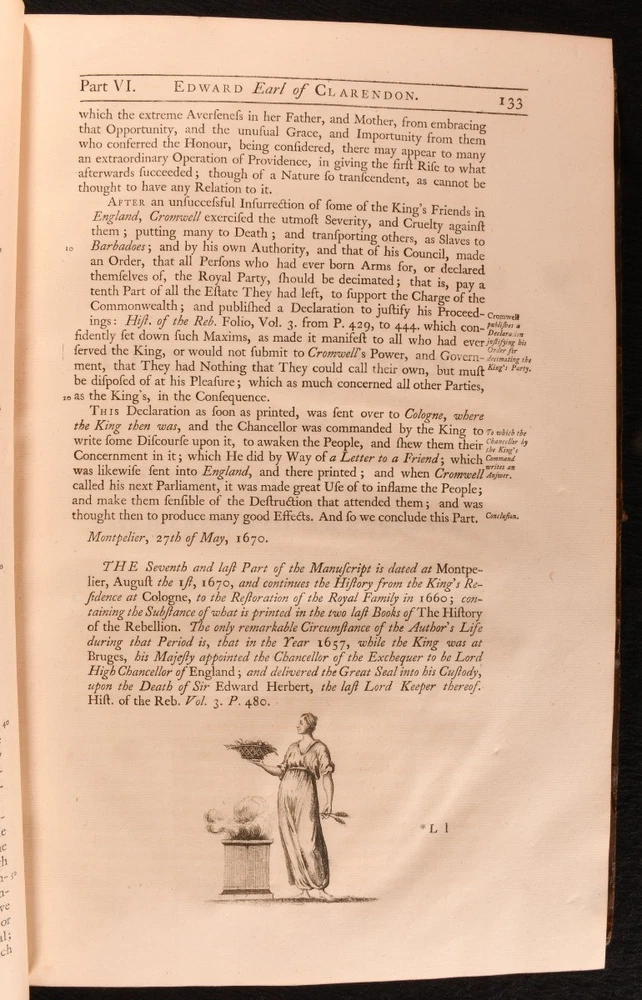 Part VI. EDWARD Earl of CLARENDON. 133
which the extreme Averſeneſs in her Father, and Mother, from embracing
that Opportunity, and the unuſual Grace, and Importunity from them
who conferred the Honour, being conſidered, there may appear to many
an extraordinary Operation of Providence, in giving the firſt Riſe to what
afterwards ſucceeded; though of a Nature ſo tranſcendent, as cannot be
thought to have any Relation to it.
AFTER an unſucceſsful Inſurrection of ſome of the King's Friends in
England, Cromwell exerciſed the utmoſt Severity, and Cruelty againſt
them; putting many to Death; and tranſporting others, as Slaves to
10 Barbadoes; and by his own Authority, and that of his Council, made
an Order, that all Perſons who had ever born Arms for, or declared
themſelves of, the Royal Party, ſhould be decimated; that is, pay a
tenth Part of all the Eſtate They had left, to ſupport the Charge of the
Commonwealth; and publiſhed a Declaration to juſtify his Proceed-
ings: Hiſt. of the Reb. Folio, Vol. 3. from P. 429, to 444. which con-
fidently ſet down ſuch Maxims, as made it manifeſt to all who had ever
ſerved the King, or would not ſubmit to Cromwell's Power, and Govern-
ment, that They had Nothing that They could call their own, but muſt
be diſpoſed of at his Pleaſure; which as much concerned all other Parties,
20 as the King's, in the Conſequence.
Cromwell
publiſhes a
Declaration
juſtifying his
Order for
decimating the
King's Party.
THIS Declaration as ſoon as printed, was ſent over to Cologne, where
the King then was, and the Chancellor was commanded by the King to
write ſome Diſcourſe upon it, to awaken the People, and ſhew them their
Concernment in it; which He did by Way of a Letter to a Friend; which
was likewiſe ſent into England, and there printed; and when Cromwell
called his next Parliament, it was made great Uſe of to inflame the People;
and make them ſenſible of the Deſtruction that attended them; and was
thought then to produce many good Effects. And ſo we conclude this Part.
To which the
Chancellor by
the King's
Command
writes an
Anſwer.
Concluſion.
Montpelier, 27th of May, 1670.
THE Seventh and laſt Part of the Manuſcript is dated at Montpe-
lier, Auguſt the 1ſt, 1670, and continues the Hiſtory from the King's Re-
ſidence at Cologne, to the Reſtoration of the Royal Family in 1660; con-
taining the Subſtance of what is printed in the two laſt Books of The Hiſtory
of the Rebellion. The only remarkable Circumſtance of the Author's Life
during that Period is, that in the Year 1657, while the King was at
Bruges, his Majeſty appointed the Chancellor of the Exchequer to be Lord
High Chancellor of England; and delivered the Great Seal into his Cuſtody,
upon the Death of Sir Edward Herbert, the laſt Lord Keeper thereof.
Hiſt. of the Reb. Vol. 3. P. 480.
*L l